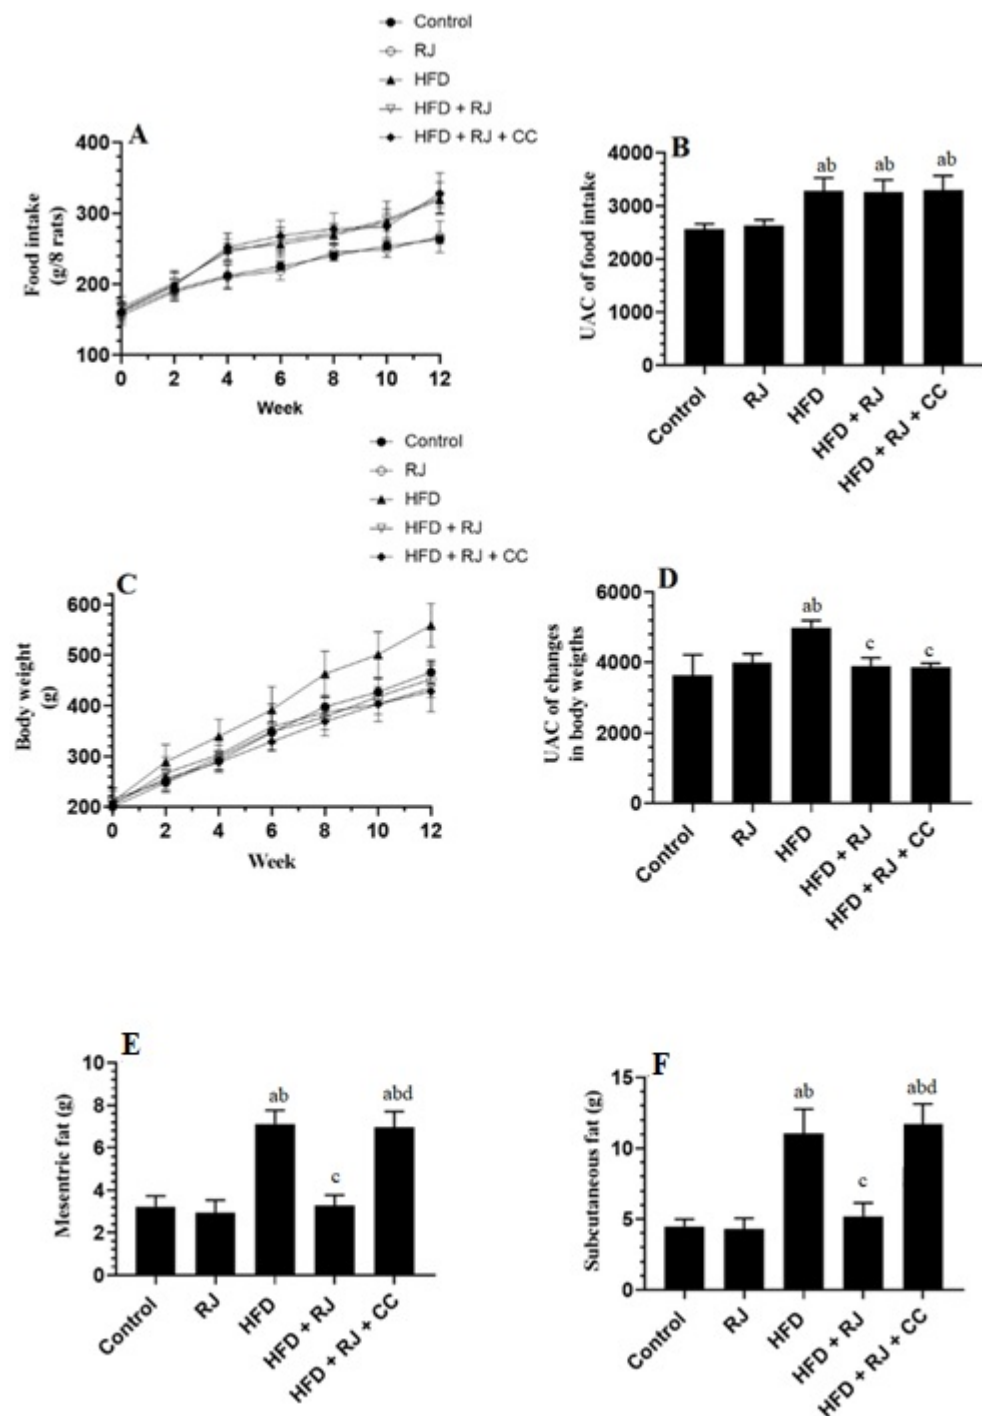 Control
RJ
HFD
HFD + RJ
HFD + RJ + CC
A
Food intake
(g/8 rats)
400
300
200
100
0 2 4 6 8 10 12
Week
B
UAC of food intake
4000
3000
2000
1000
0
ab ab ab
Control RJ HFD HFD + RJ HFD + RJ + CC
Control
RJ
HFD
HFD + RJ
HFD + RJ + CC
C
Body weight
(g)
600
500
400
300
200
0 2 4 6 8 10 12
Week
D
UAC of changes
in body weigths
6000
4000
2000
0
ab c c
Control RJ HFD HFD + RJ HFD + RJ + CC
E
Mesentric fat (g)
10
8
6
4
2
0
ab c abd
Control RJ HFD HFD + RJ HFD + RJ + CC
F
Subcutaneous fat (g)
15
10
5
0
ab c abd
Control RJ HFD HFD + RJ HFD + RJ + CC